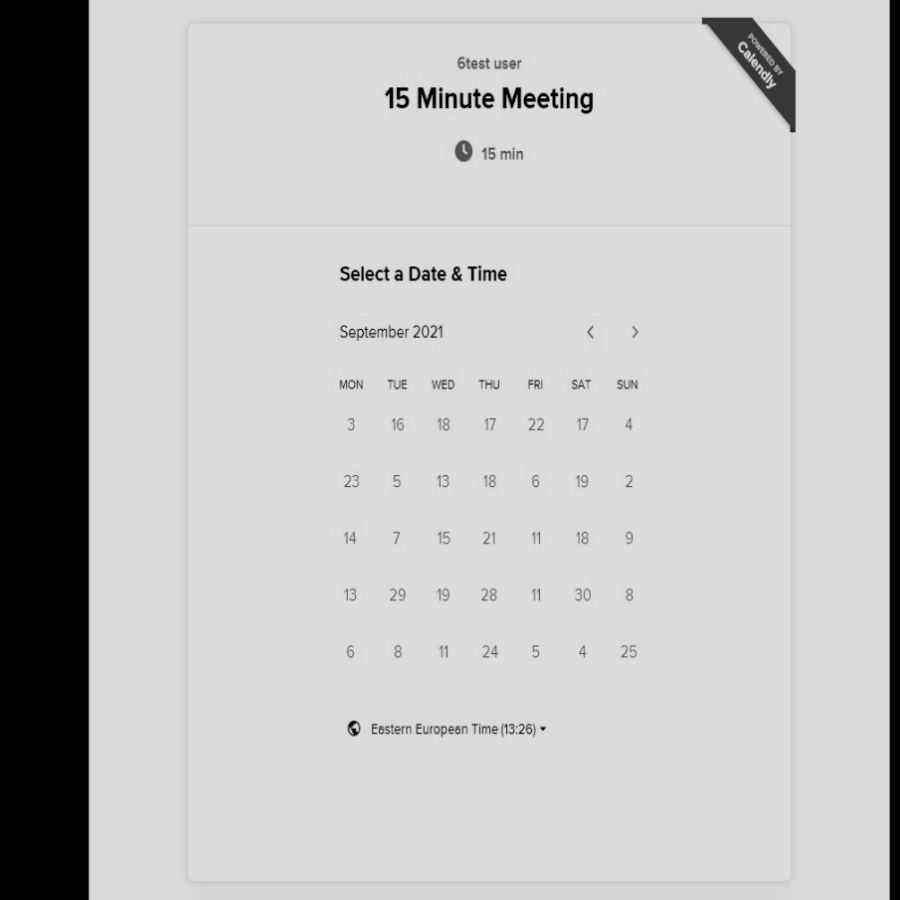 POWERED BY
Calendly
6test user
15 Minute Meeting
15 min
Select a Date & Time
September 2021
MON TUE WED THU FRI SAT SUN
3 16 18 17 22 17 4
23 5 13 18 6 19 2
14 7 15 21 11 18 9
13 29 19 28 11 30 8
6 8 11 24 5 4 25
Eastern European Time (13:26)